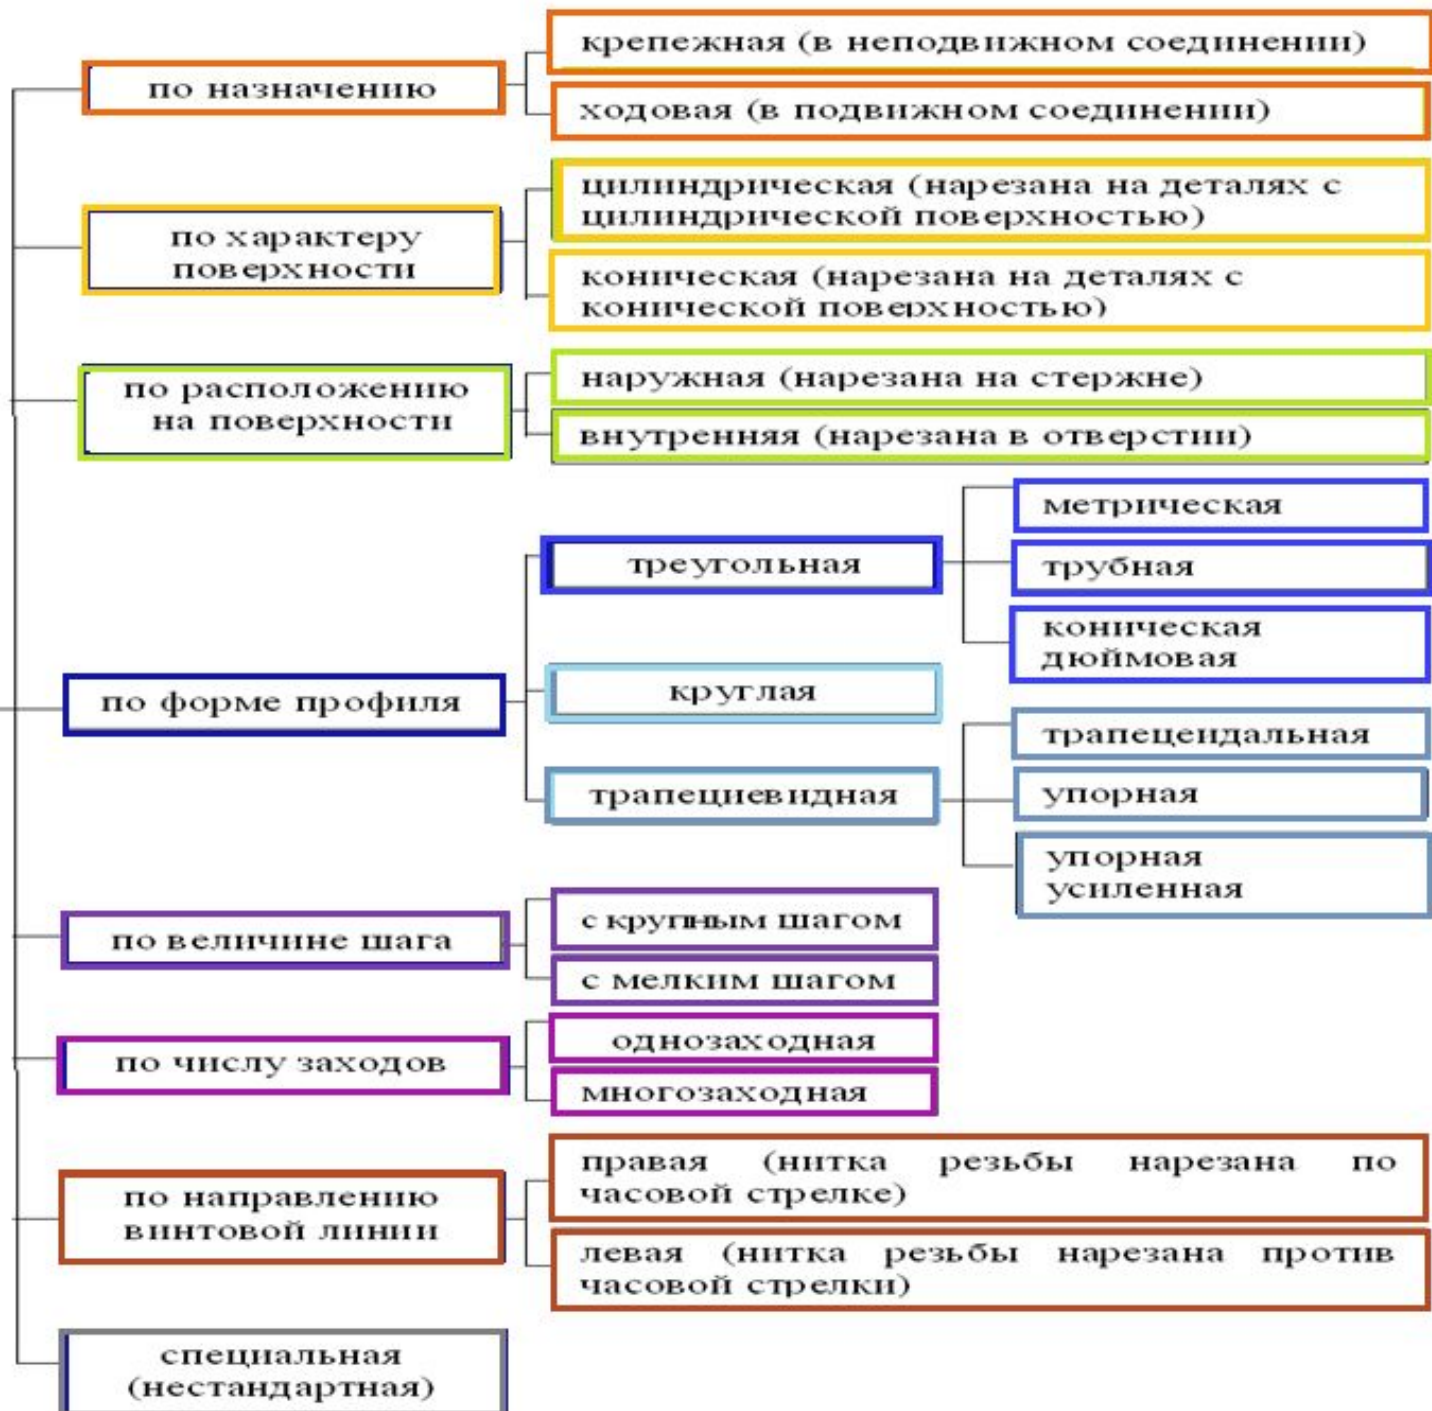 по назначению
крепежная (в неподвижном соединении)
ходовая (в подвижном соединении)
по характеру
поверхности
цилиндрическая (нарезана на деталях с
цилиндрической поверхностью)
коническая (нарезана на деталях с
конической поверхностью)
по расположению
на поверхности
наружная (нарезана на стержне)
внутренняя (нарезана в отверстии)
по форме профиля
треугольная
метрическая
трубная
коническая
дюймовая
круглая
трапециевидная
трапецеидальная
упорная
упорная
усиленная
по величине шага
с крупным шагом
с мелким шагом
по числу заходов
однозаходная
многозаходная
по направлению
винтовой линии
правая (нитка резьбы нарезана по
часовой стрелке)
левая (нитка резьбы нарезана против
часовой стрелки)
специальная
(нестандартная)